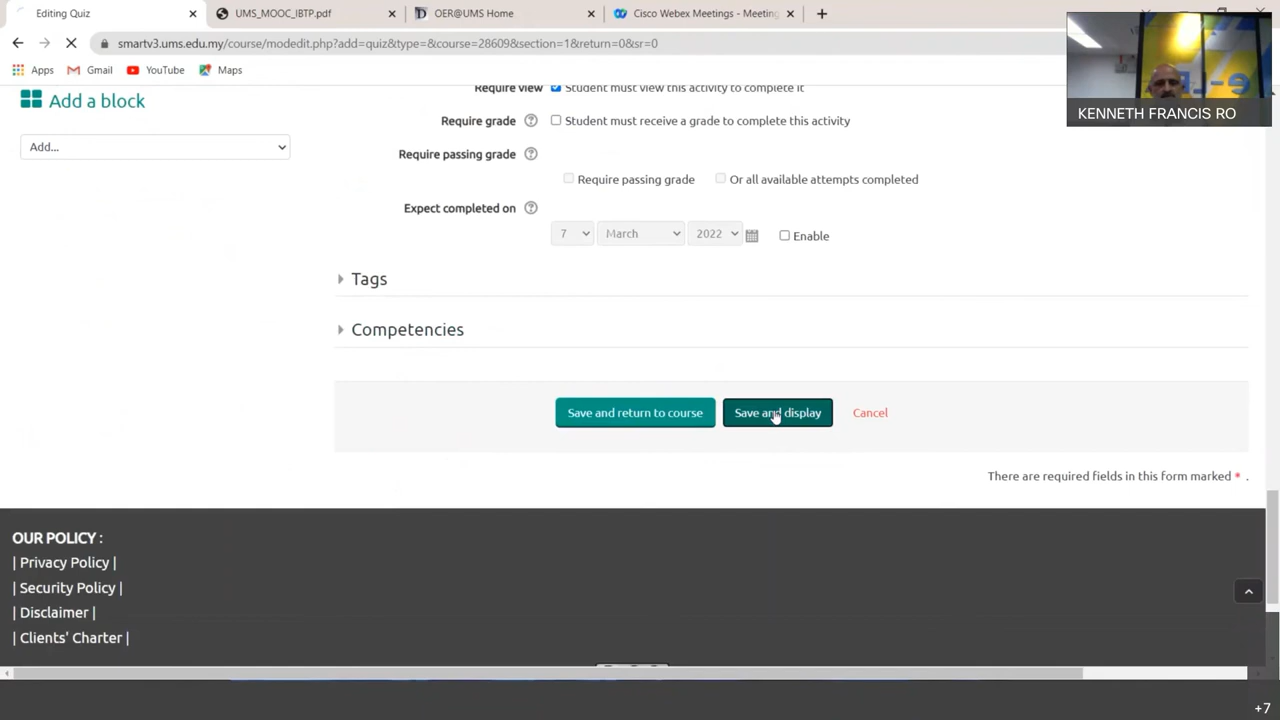 Editing Quiz
UMS_MOOC_IBTP.pdf
OER@UMS Home
Cisco Webex Meetings - Meeting
smartv3.ums.edu.my/course/modedit.php?add=quiz&type=&course=28609&section=1&return=0&sr=0
Apps Gmail YouTube Maps
KENNETH FRANCIS RO
Add a block
Add...
Require view Student must view this activity to complete it
Require grade Student must receive a grade to complete this activity
Require passing grade
Require passing grade Or all available attempts completed
Expect completed on
7 March 2022 Enable
Tags
Competencies
Save and return to course Save and display Cancel
There are required fields in this form marked * .
OUR POLICY :
| Privacy Policy |
| Security Policy |
| Disclaimer |
| Clients' Charter |
+7